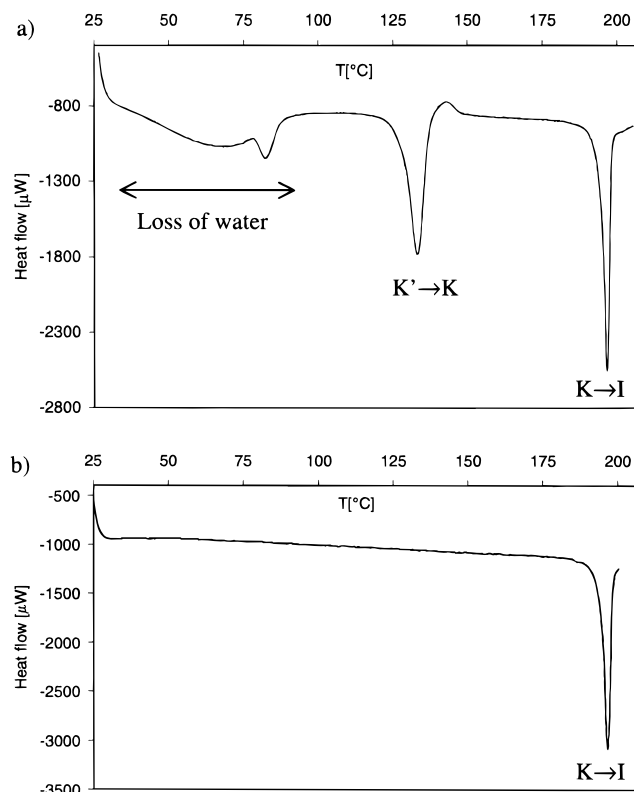 a)
25 50 75 100 125 150 175 200
T[°C]
-800
-1300
-1800
-2300
-2800
Heat flow [µW]
Loss of water
K'→K
K→I
b)
25 50 75 100 125 150 175 200
T[°C]
-500
-1000
-1500
-2000
-2500
-3000
-3500
Heat flow [µW]
K→I